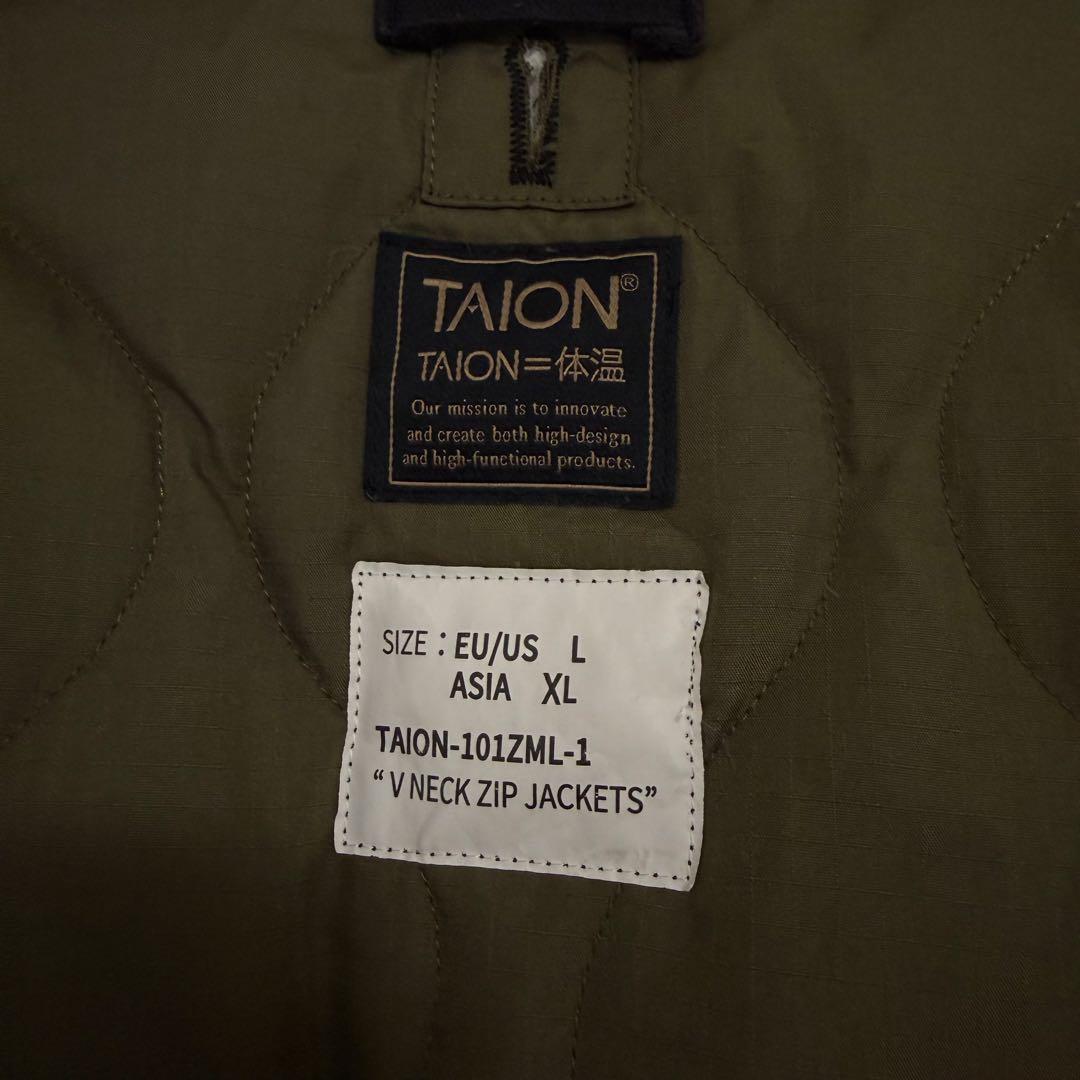 TAION®
TAION=体温
Our mission is to innovate
and create both high-design
and high-functional products.
SIZE : EU/US L
ASIA XL
TAION-101ZML-1
“V NECK ZIP JACKETS”